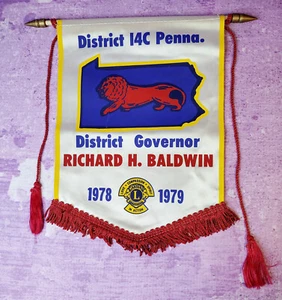 District 14C Penna.
District Governor
RICHARD H. BALDWIN
1978 1979
L